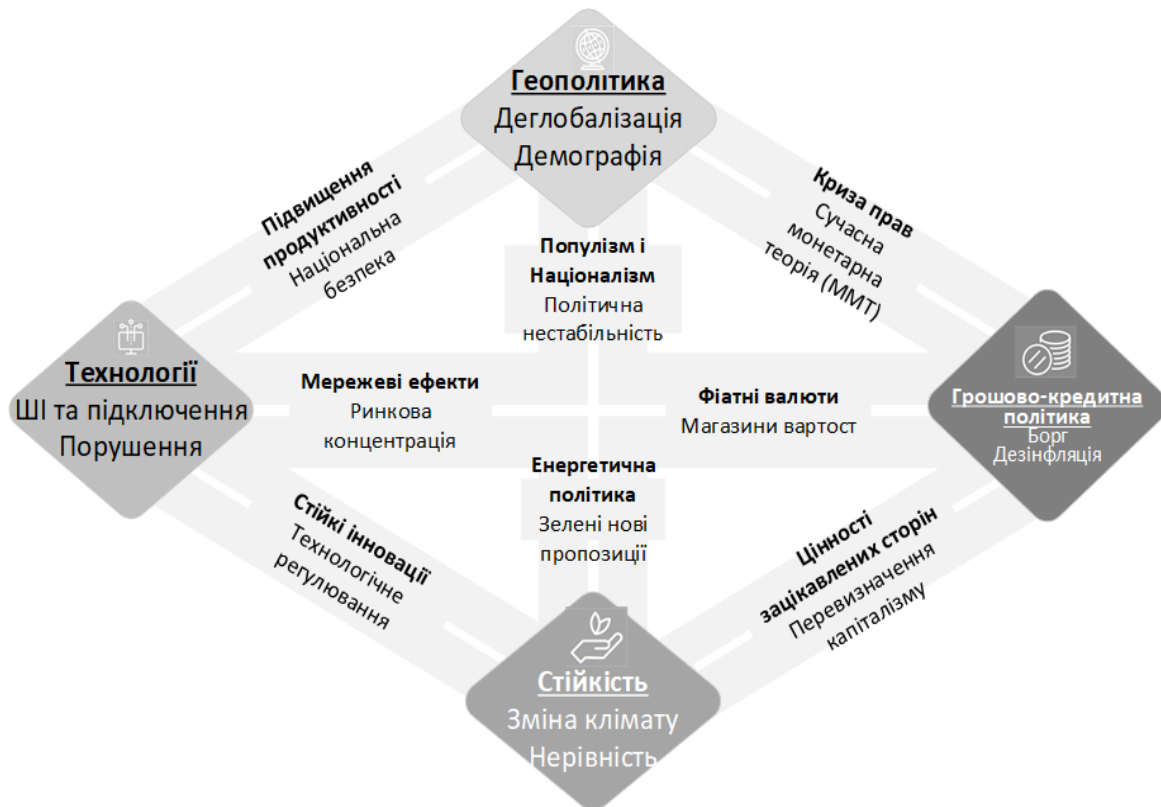 Геополітика
Деглобалізація
Демографія
Підвищення
продуктивності
Національна
безпека
Криза прав
Сучасна
монетарна
теорія (ММТ)
Популізм і
Націоналізм
Політична
нестабільність
Технології
ШІ та підключення
Порушення
Мережеві ефекти
Ринкова
концентрація
Фіатні валюти
Магазини вартост
Грошово-кредитна
політика
Борг
Дезінфляція
Енергетична
політика
Зелені нові
пропозиції
Стійкі інновації
Технологічне
регулювання
Цінності
зацікавлених сторін
Перевизначення
капіталізму
Стійкість
Зміна клімату
Нерівність